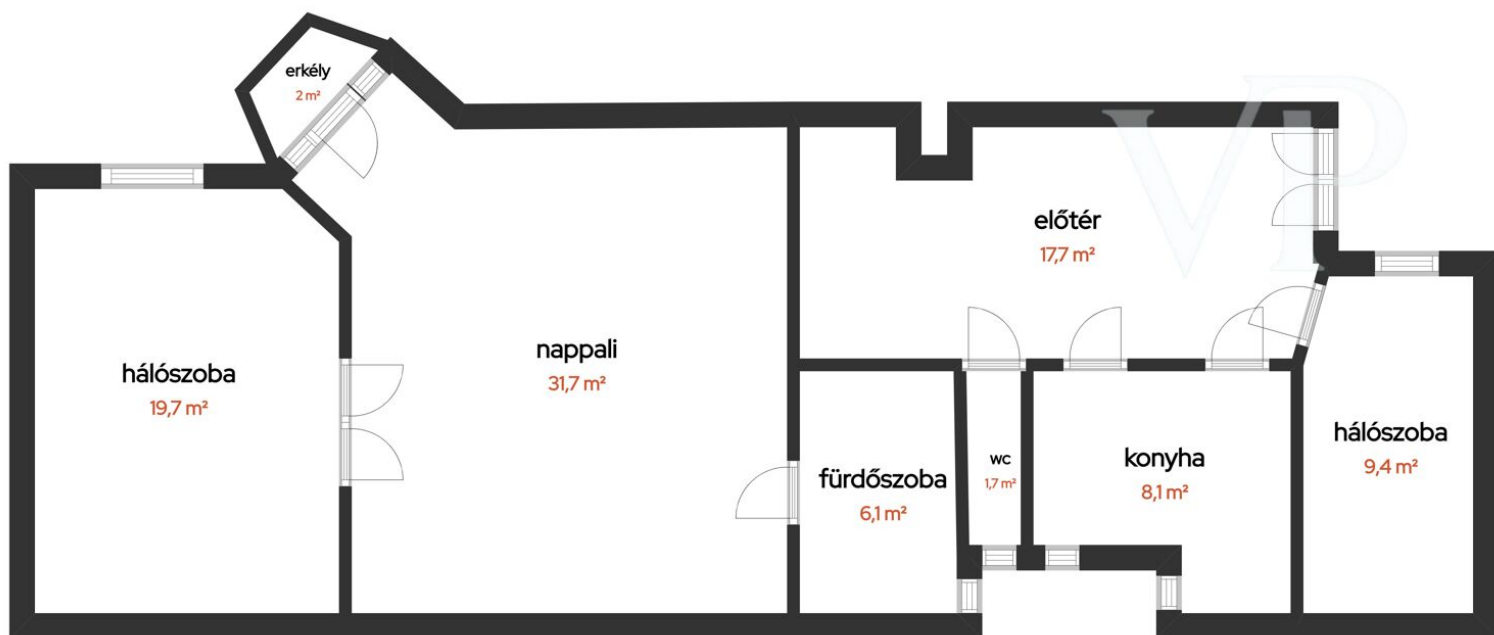 erkély
2 m²
VP
előtér
17,7 m²
nappali
31,7 m²
hálószoba
19,7 m²
hálószoba
9,4 m²
wc
1,7 m²
konyha
8,1 m²
fürdőszoba
6,1 m²